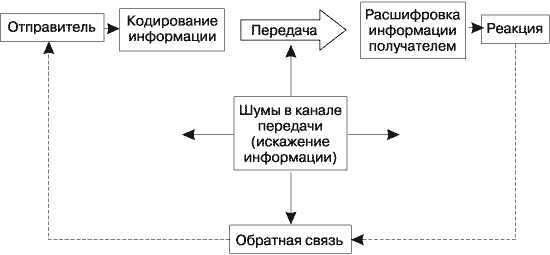 Отправитель
Кодирование
информации
Передача
Расшифровка
информации
получателем
Реакция
Шумы в канале
передачи
(искажение
информации)
Обратная связь